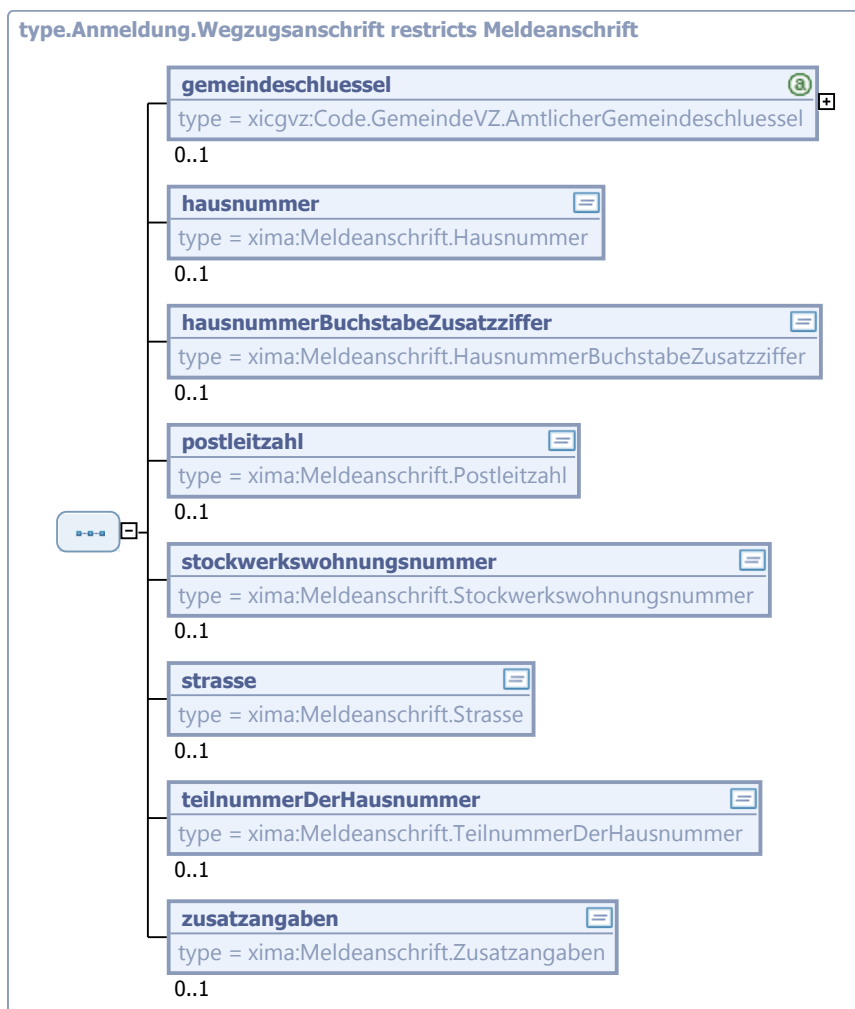 type.Anmeldung.Wegzugsanschrift restricts Meldeanschrift
gemeindeschluessel
type = xicgvz:Code.GemeindeVZ.AmtlicherGemeindeschluessel
0..1
hausnummer
type = xima:Meldeanschrift.Hausnummer
0..1
hausnummerBuchstabeZusatzziffer
type = xima:Meldeanschrift.HausnummerBuchstabeZusatzziffer
0..1
postleitzahl
type = xima:Meldeanschrift.Postleitzahl
0..1
stockwerkswohnungsnummer
type = xima:Meldeanschrift.Stockwerkswohnungsnummer
0..1
strasse
type = xima:Meldeanschrift.Strasse
0..1
teilnummerDerHausnummer
type = xima:Meldeanschrift.TeilnummerDerHausnummer
0..1
zusatzangaben
type = xima:Meldeanschrift.Zusatzangaben
0..1